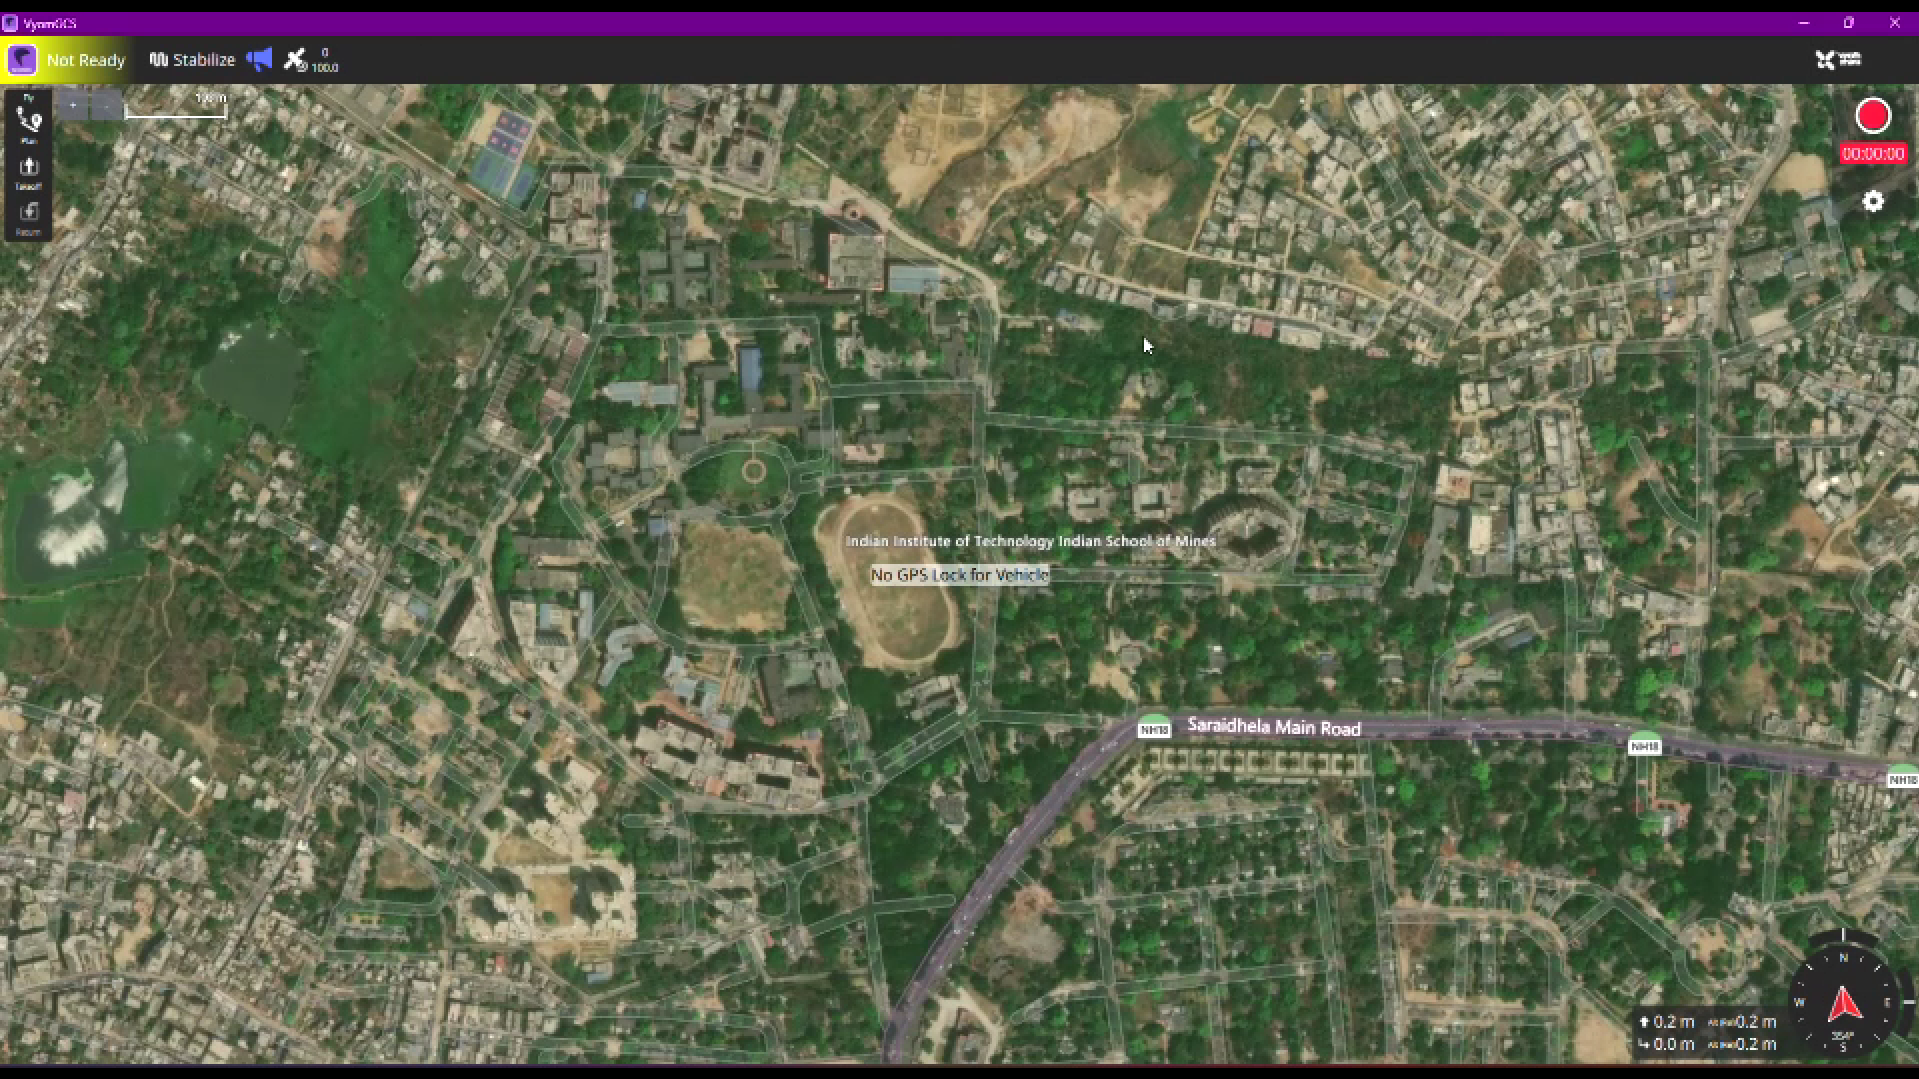 VyomGCS
Not Ready
Stabilize
0
100.0
Fly
Plan
Takeoff
Return
00:00:00
Indian Institute of Technology Indian School of Mines
No GPS Lock for Vehicle
NH18
Saraidhela Main Road
NH18
NH18
N
W
E
S
0.2 m
0.2 m
0.0 m
0.2 m